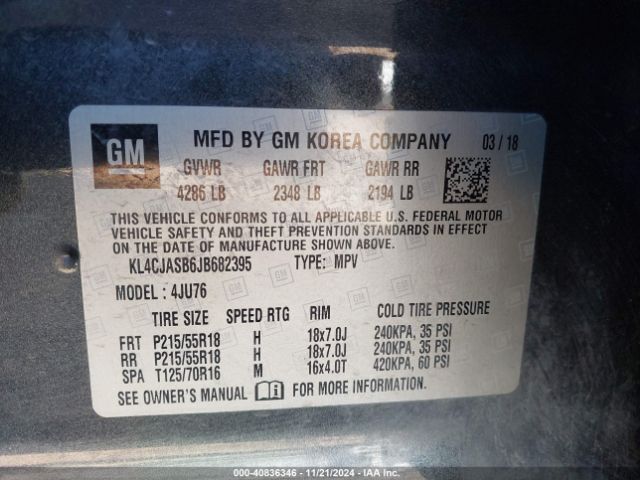 GM
MFD BY GM KOREA COMPANY 03 / 18
GVWR GAWR FRT GAWR RR
4286 LB 2348 LB 2194 LB
THIS VEHICLE CONFORMS TO ALL APPLICABLE U.S. FEDERAL MOTOR
VEHICLE SAFETY AND THEFT PREVENTION STANDARDS IN EFFECT
ON THE DATE OF MANUFACTURE SHOWN ABOVE.
KL4CJASB6JB682395 TYPE: MPV
MODEL : 4JU76
TIRE SIZE SPEED RTG RIM COLD TIRE PRESSURE
FRT P215/55R18 H 18x7.0J 240KPA, 35 PSI
RR P215/55R18 H 18x7.0J 240KPA, 35 PSI
SPA T125/70R16 M 16x4.0T 420KPA, 60 PSI
SEE OWNER'S MANUAL FOR MORE INFORMATION.
000-40836346 — 11/21/2024 — IAA Inc.